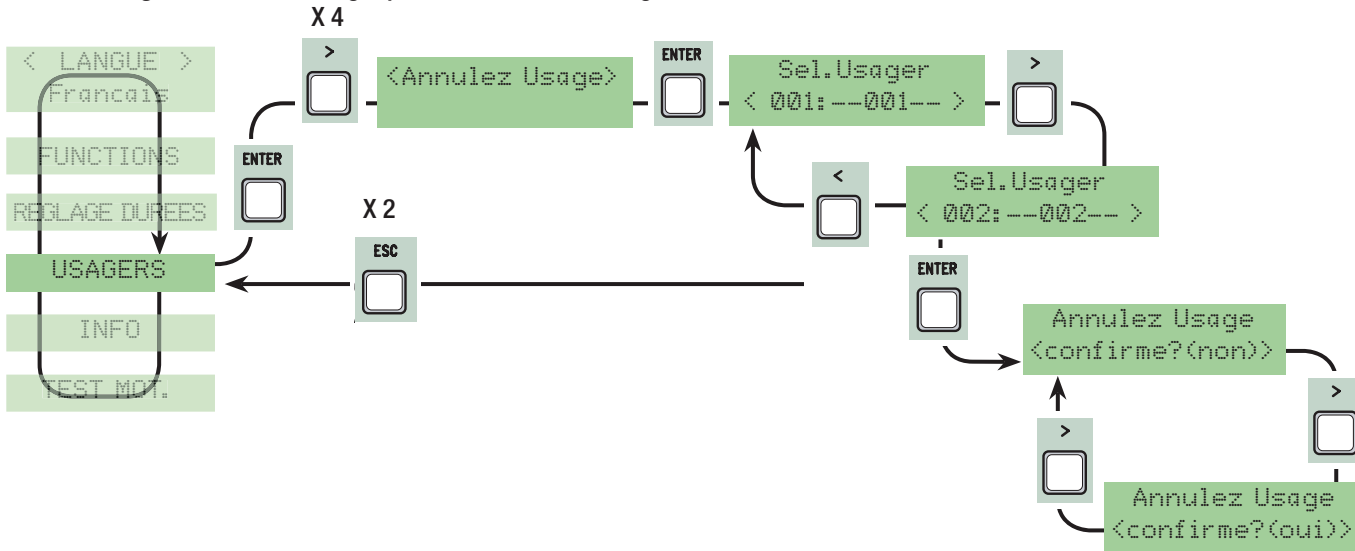 X 4
>
< LANGUE >
Francais
<Annulez Usage>
ENTER
Sel.Usager
< 001:--001-- >
>
FUNCTIONS
ENTER
<
Sel.Usager
< 002:--002-- >
REGLAGE DUREES
X 2
ESC
USAGERS
ENTER
INFO
Annulez Usage
<confirme?(non)>
TEST MOT.
>
>
Annulez Usage
<confirme?(oui)>